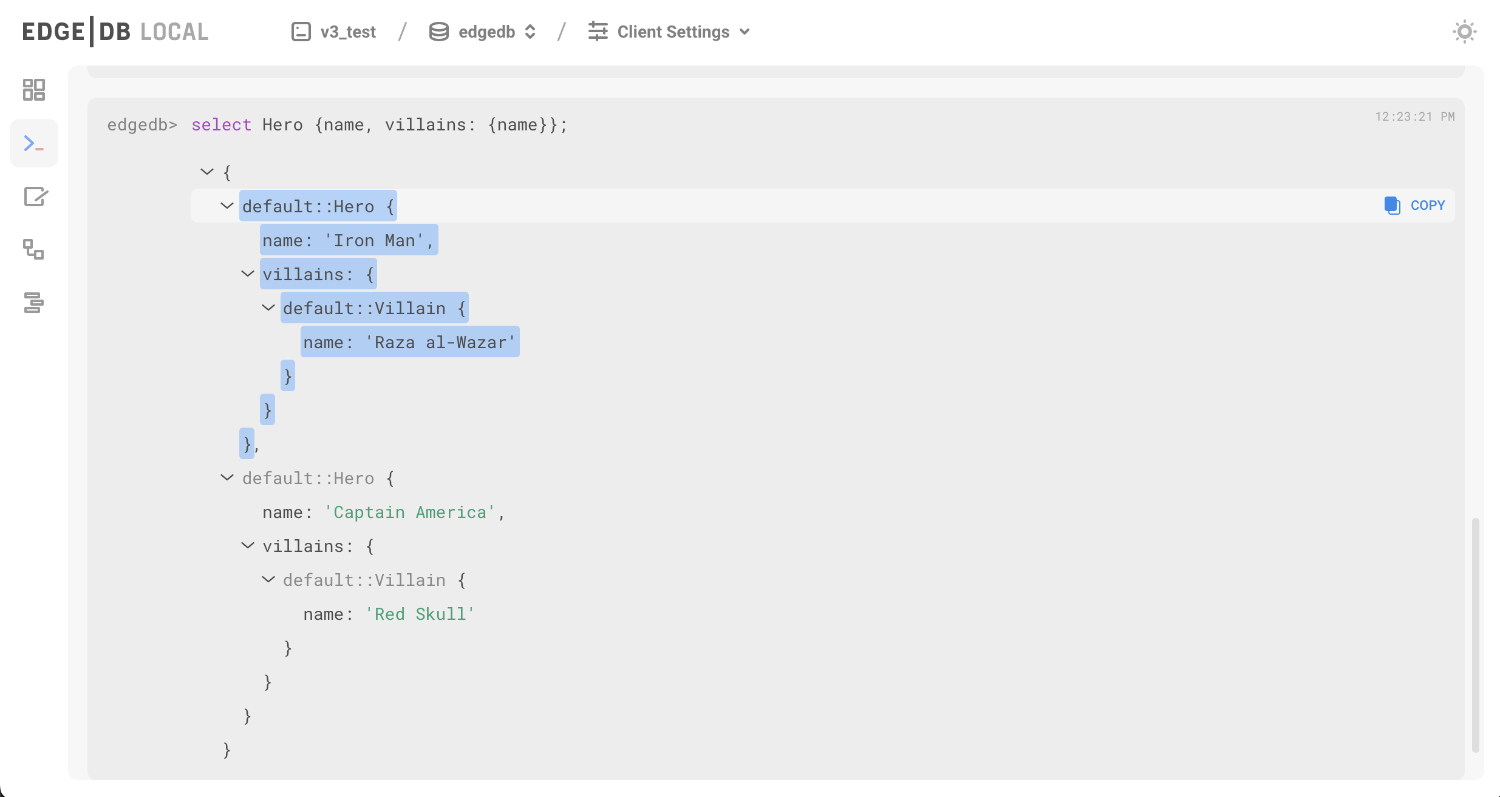 EDGE|DB LOCAL v3_test / edgedb / Client Settings
edgedb> select Hero {name, villains: {name}}; 12:23:21 PM
{
default::Hero { COPY
name: 'Iron Man',
villains: {
default::Villain {
name: 'Raza al-Wazar'
}
}
},
default::Hero {
name: 'Captain America',
villains: {
default::Villain {
name: 'Red Skull'
}
}
}
}